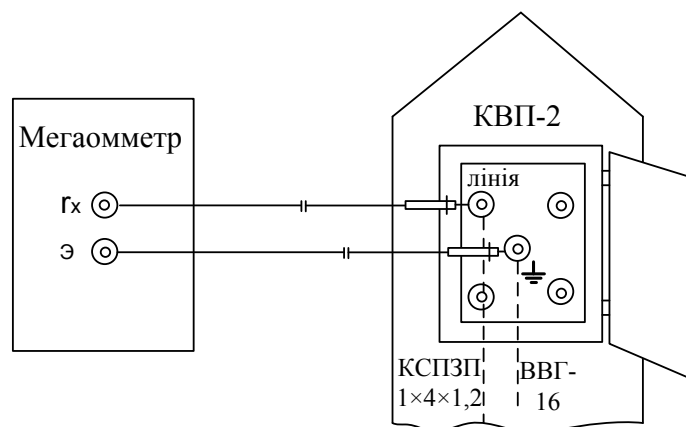 Мегаомметр
rx
э
КВП-2
лінія
КСПЗП
1×4×1,2
ВВГ-
16